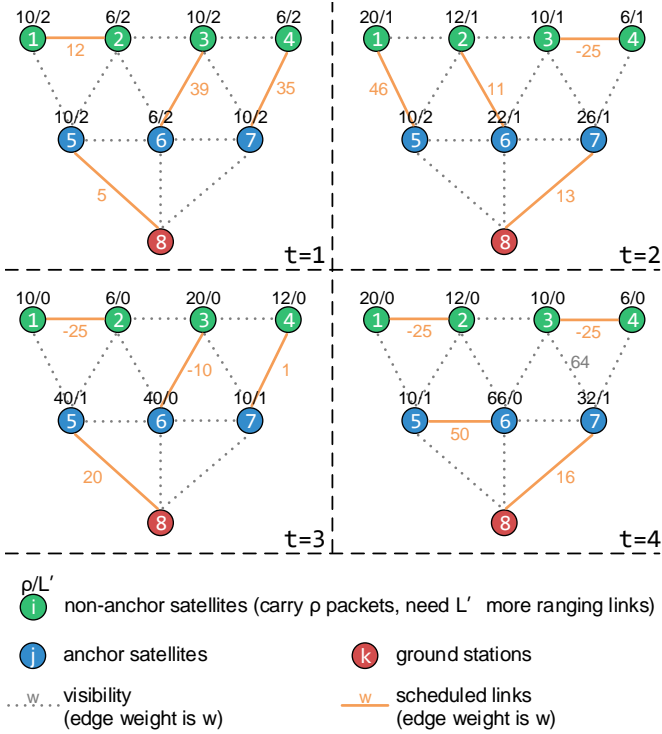 10/2 6/2 10/2 6/2
1 2 3 4
12
39 35
10/2 6/2 10/2
5 6 7
5
8
t=1
20/1 12/1 10/1 6/1
1 2 3 4
-25
46 11
10/2 22/1 26/1
5 6 7
13
8
t=2
10/0 6/0 20/0 12/0
1 2 3 4
-25
-10 1
40/1 40/0 10/1
5 6 7
20
8
t=3
20/0 12/0 10/0 6/0
1 2 3 4
-25 -25
64
10/1 66/0 32/1
5 6 7
50
16
8
t=4
ρ/L′
i non-anchor satellites (carry ρ packets, need L′ more ranging links)
j anchor satellites
k ground stations
w visibility
(edge weight is w)
w scheduled links
(edge weight is w)